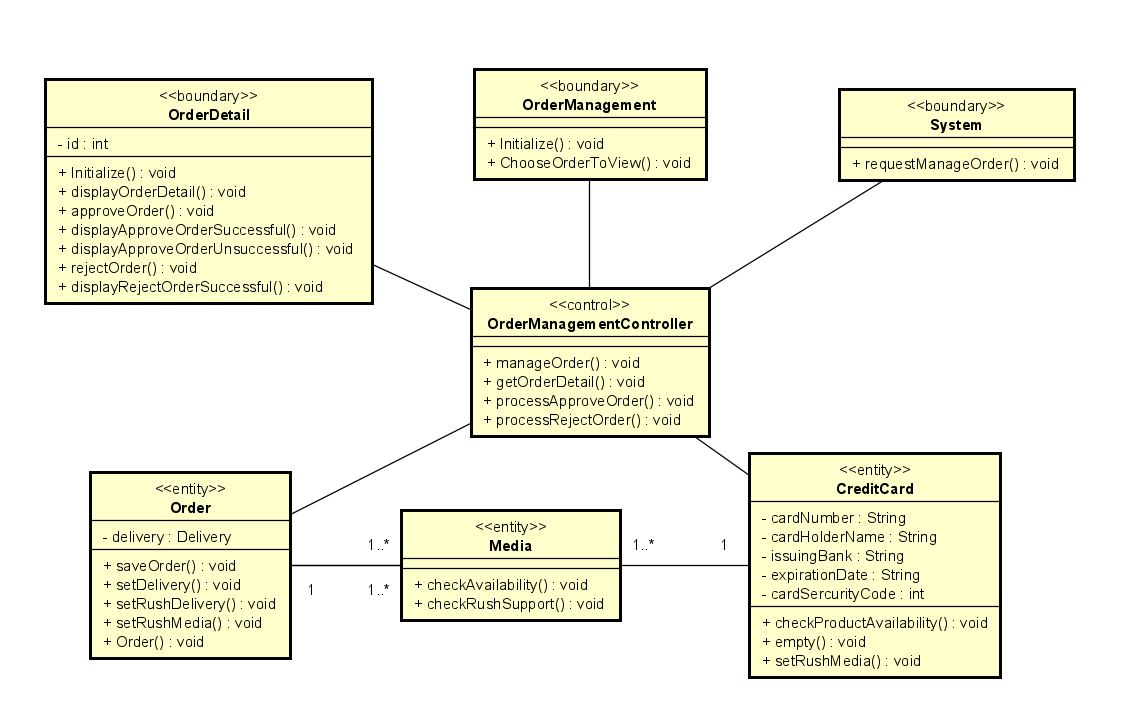 <<boundary>>
OrderDetail
- id : int
+ Initialize() : void
+ displayOrderDetail() : void
+ approveOrder() : void
+ displayApproveOrderSuccessful() : void
+ displayApproveOrderUnsuccessful() : void
+ rejectOrder() : void
+ displayRejectOrderSuccessful() : void
<<boundary>>
OrderManagement
+ Initialize() : void
+ ChooseOrderToView() : void
<<boundary>>
System
+ requestManageOrder() : void
<<control>>
OrderManagementController
+ manageOrder() : void
+ getOrderDetail() : void
+ processApproveOrder() : void
+ processRejectOrder() : void
<<entity>>
Order
- delivery : Delivery
+ saveOrder() : void
+ setDelivery() : void
+ setRushDelivery() : void
+ setRushMedia() : void
+ Order() : void
1..*
1
1..*
<<entity>>
Media
+ checkAvailability() : void
+ checkRushSupport() : void
1..*
1
<<entity>>
CreditCard
- cardNumber : String
- cardHolderName : String
- issuingBank : String
- expirationDate : String
- cardSercurityCode : int
+ checkProductAvailability() : void
+ empty() : void
+ setRushMedia() : void